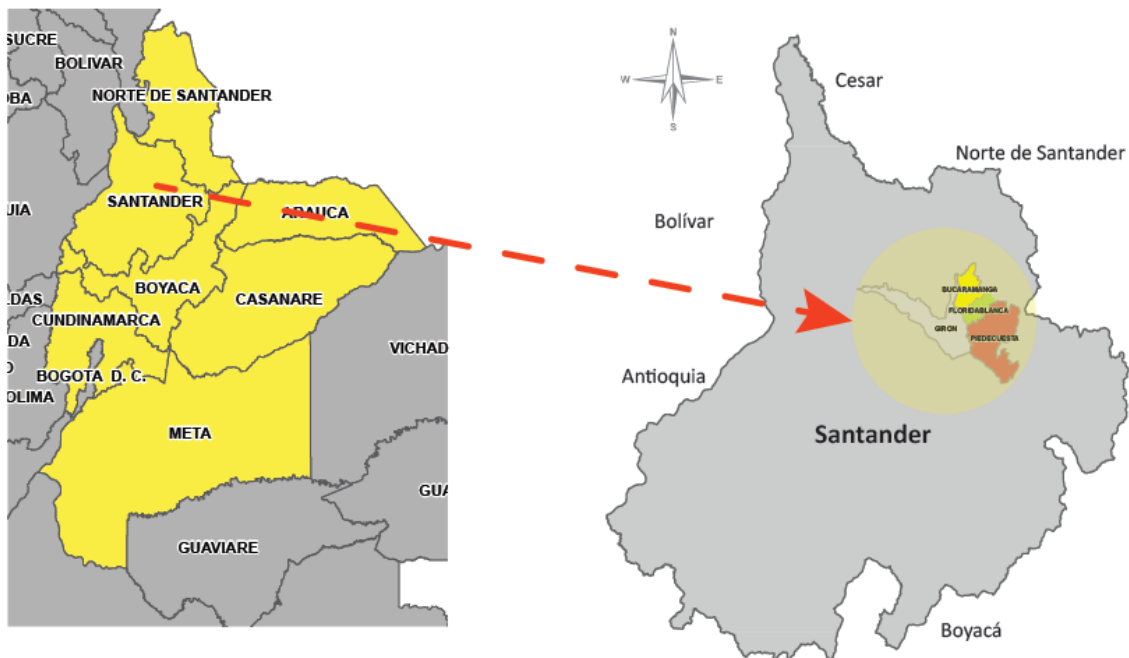 SUCRE
BOLIVAR
OBA
NORTE DE SANTANDER
UIA
SANTANDER
ARAUCA
BOYACA
CASANARE
LDAS
CUNDINAMARCA
DA
O
BOGOTA D. C.
OLIMA
VICHAD
META
GUA
GUAVIARE
N
W
E
S
Cesar
Norte de Santander
Bolívar
BUCARAMANGA
FLORIDABLANCA
GIRON
PIEDECUESTA
Antioquia
Santander
Boyacá